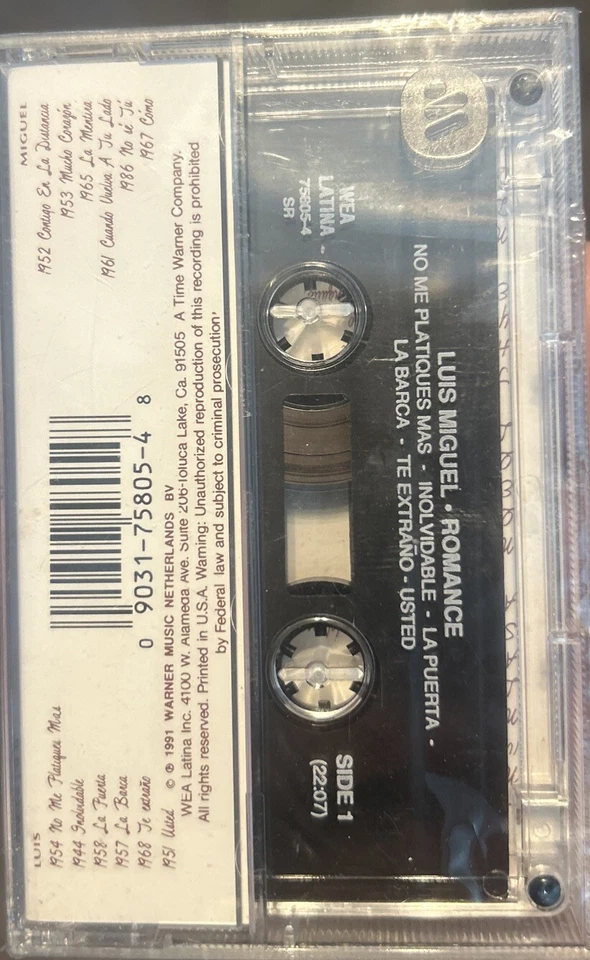 LUIS
1954 No Me Platiques Mas
1944 Inolvidable
1958 La Puerta
1957 La Barca
1968 Te extraño
1951 Usted
0 9031-75805-4 8
MIGUEL
1952 Contigo En La Distancia
1953 Mucho Corazón
1965 La Mentira
1961 Cuando Vuelva A Tu Lado
1986 No sé Tú
1967 Cómo
© ℗ 1991 WARNER MUSIC NETHERLANDS BV
WEA Latina Inc. 4100 W. Alameda Ave. Suite 206-Toluca Lake, Ca. 91505 A Time Warner Company.
All rights reserved. Printed in U.S.A. Warning: Unauthorized reproduction of this recording is prohibited
by Federal law and subject to criminal prosecution'
LUIS MIGUEL • ROMANCE
NO ME PLATIQUES MAS - INOLVIDABLE - LA PUERTA -
LA BARCA - TE EXTRAÑO - USTED
WEA
LATINA
75805-4
SR
SIDE 1
(22:07)